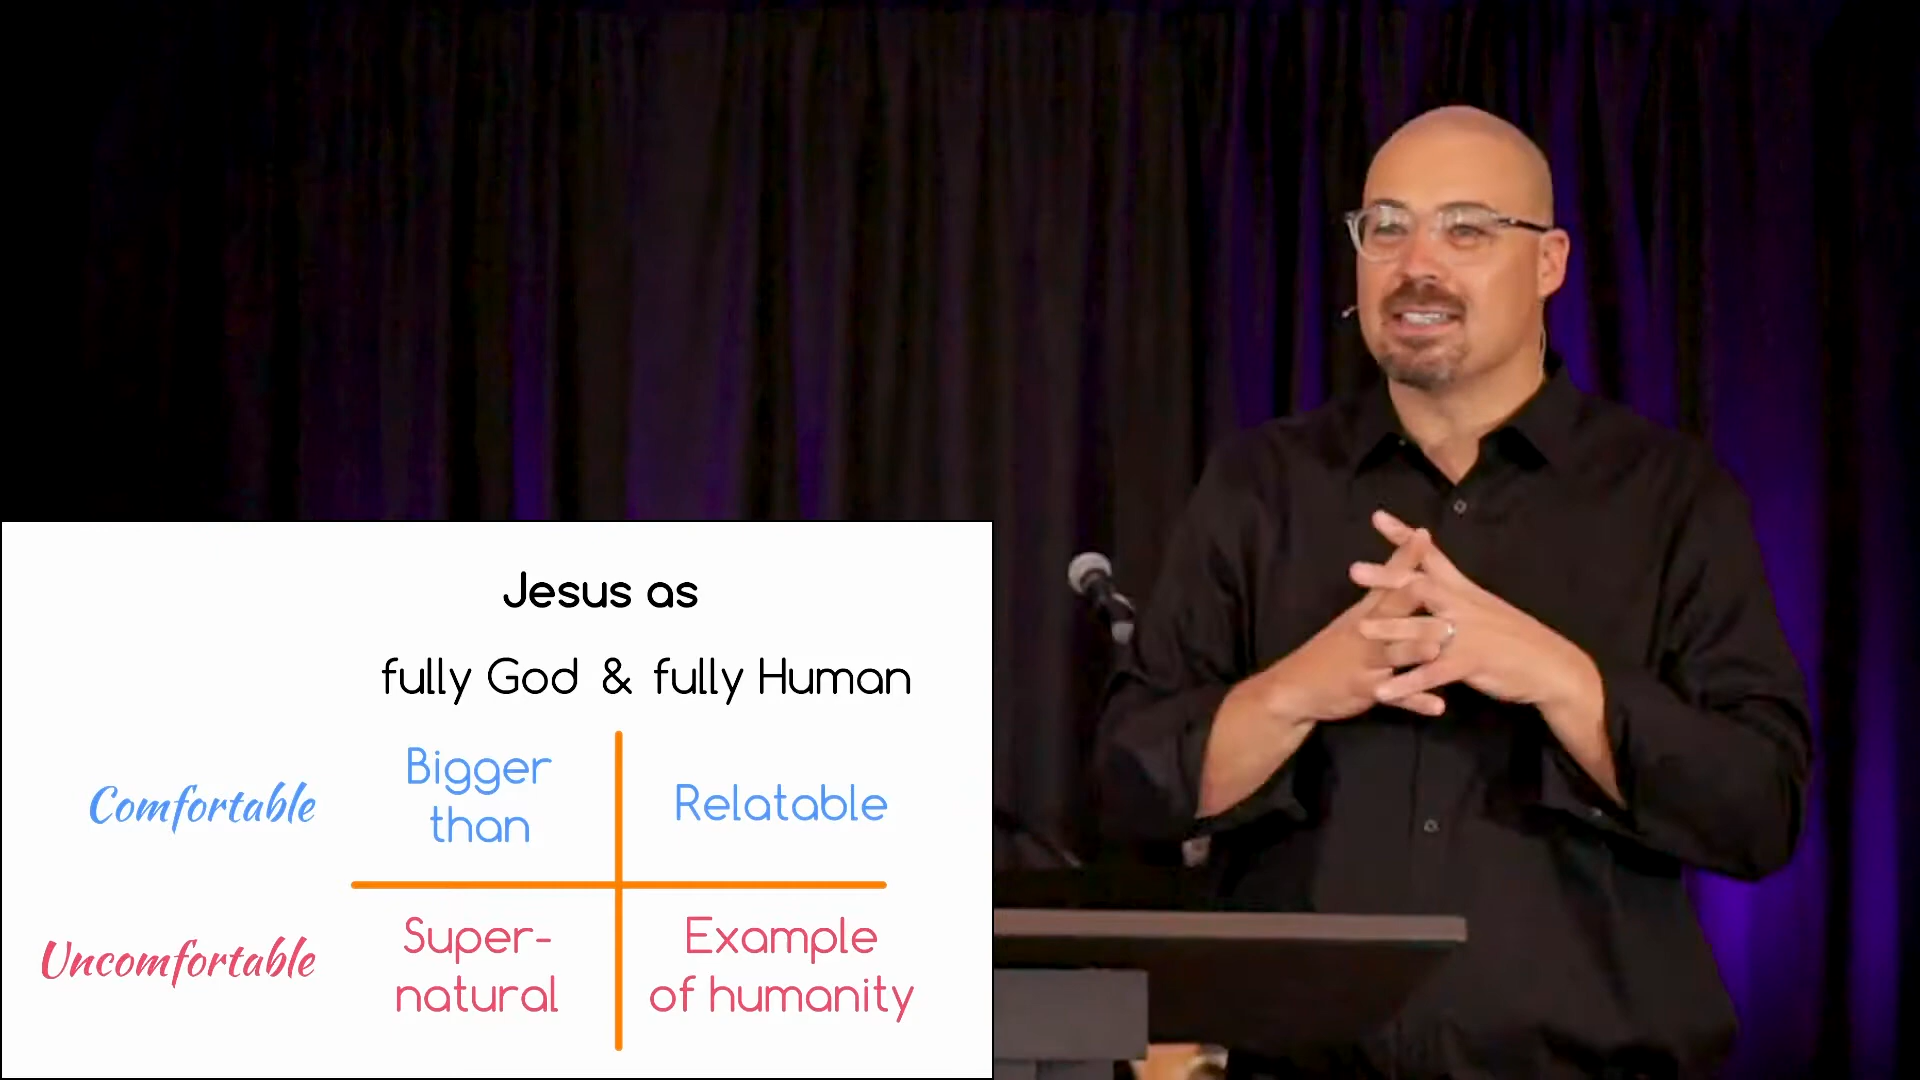 Jesus as
fully God & fully Human
Comfortable
Bigger
than
Relatable
Uncomfortable
Super-
natural
Example
of humanity